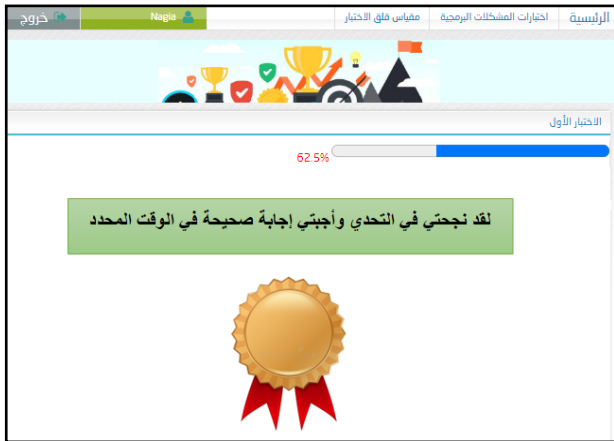 الرئيسية اختبارات المشكلات البرمجية مقياس قلق الاختبار Nagia خروج
الاختبار الأول
62.5%
لقد نجحتي في التحدي وأجبتي إجابة صحيحة في الوقت المحدد